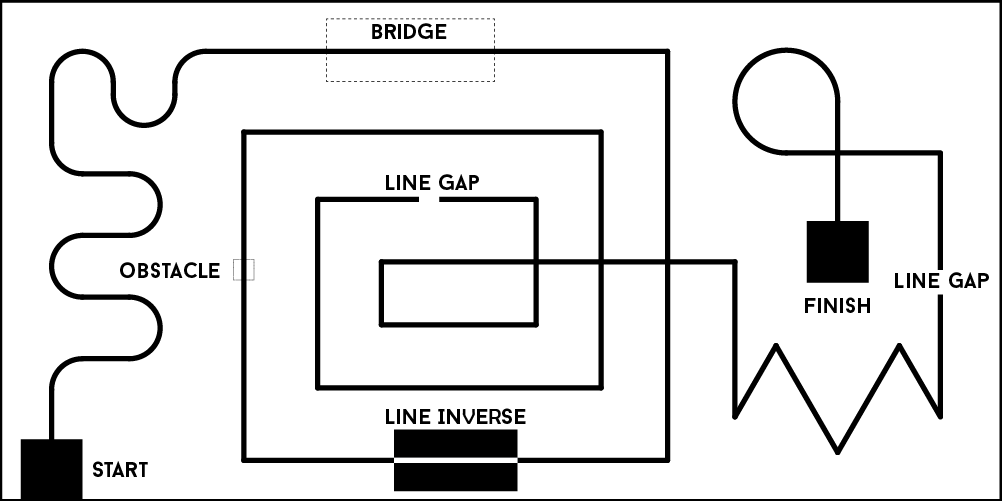 BRIDGE
LINE GAP
OBSTACLE
LINE GAP
FINISH
LINE INVERSE
START